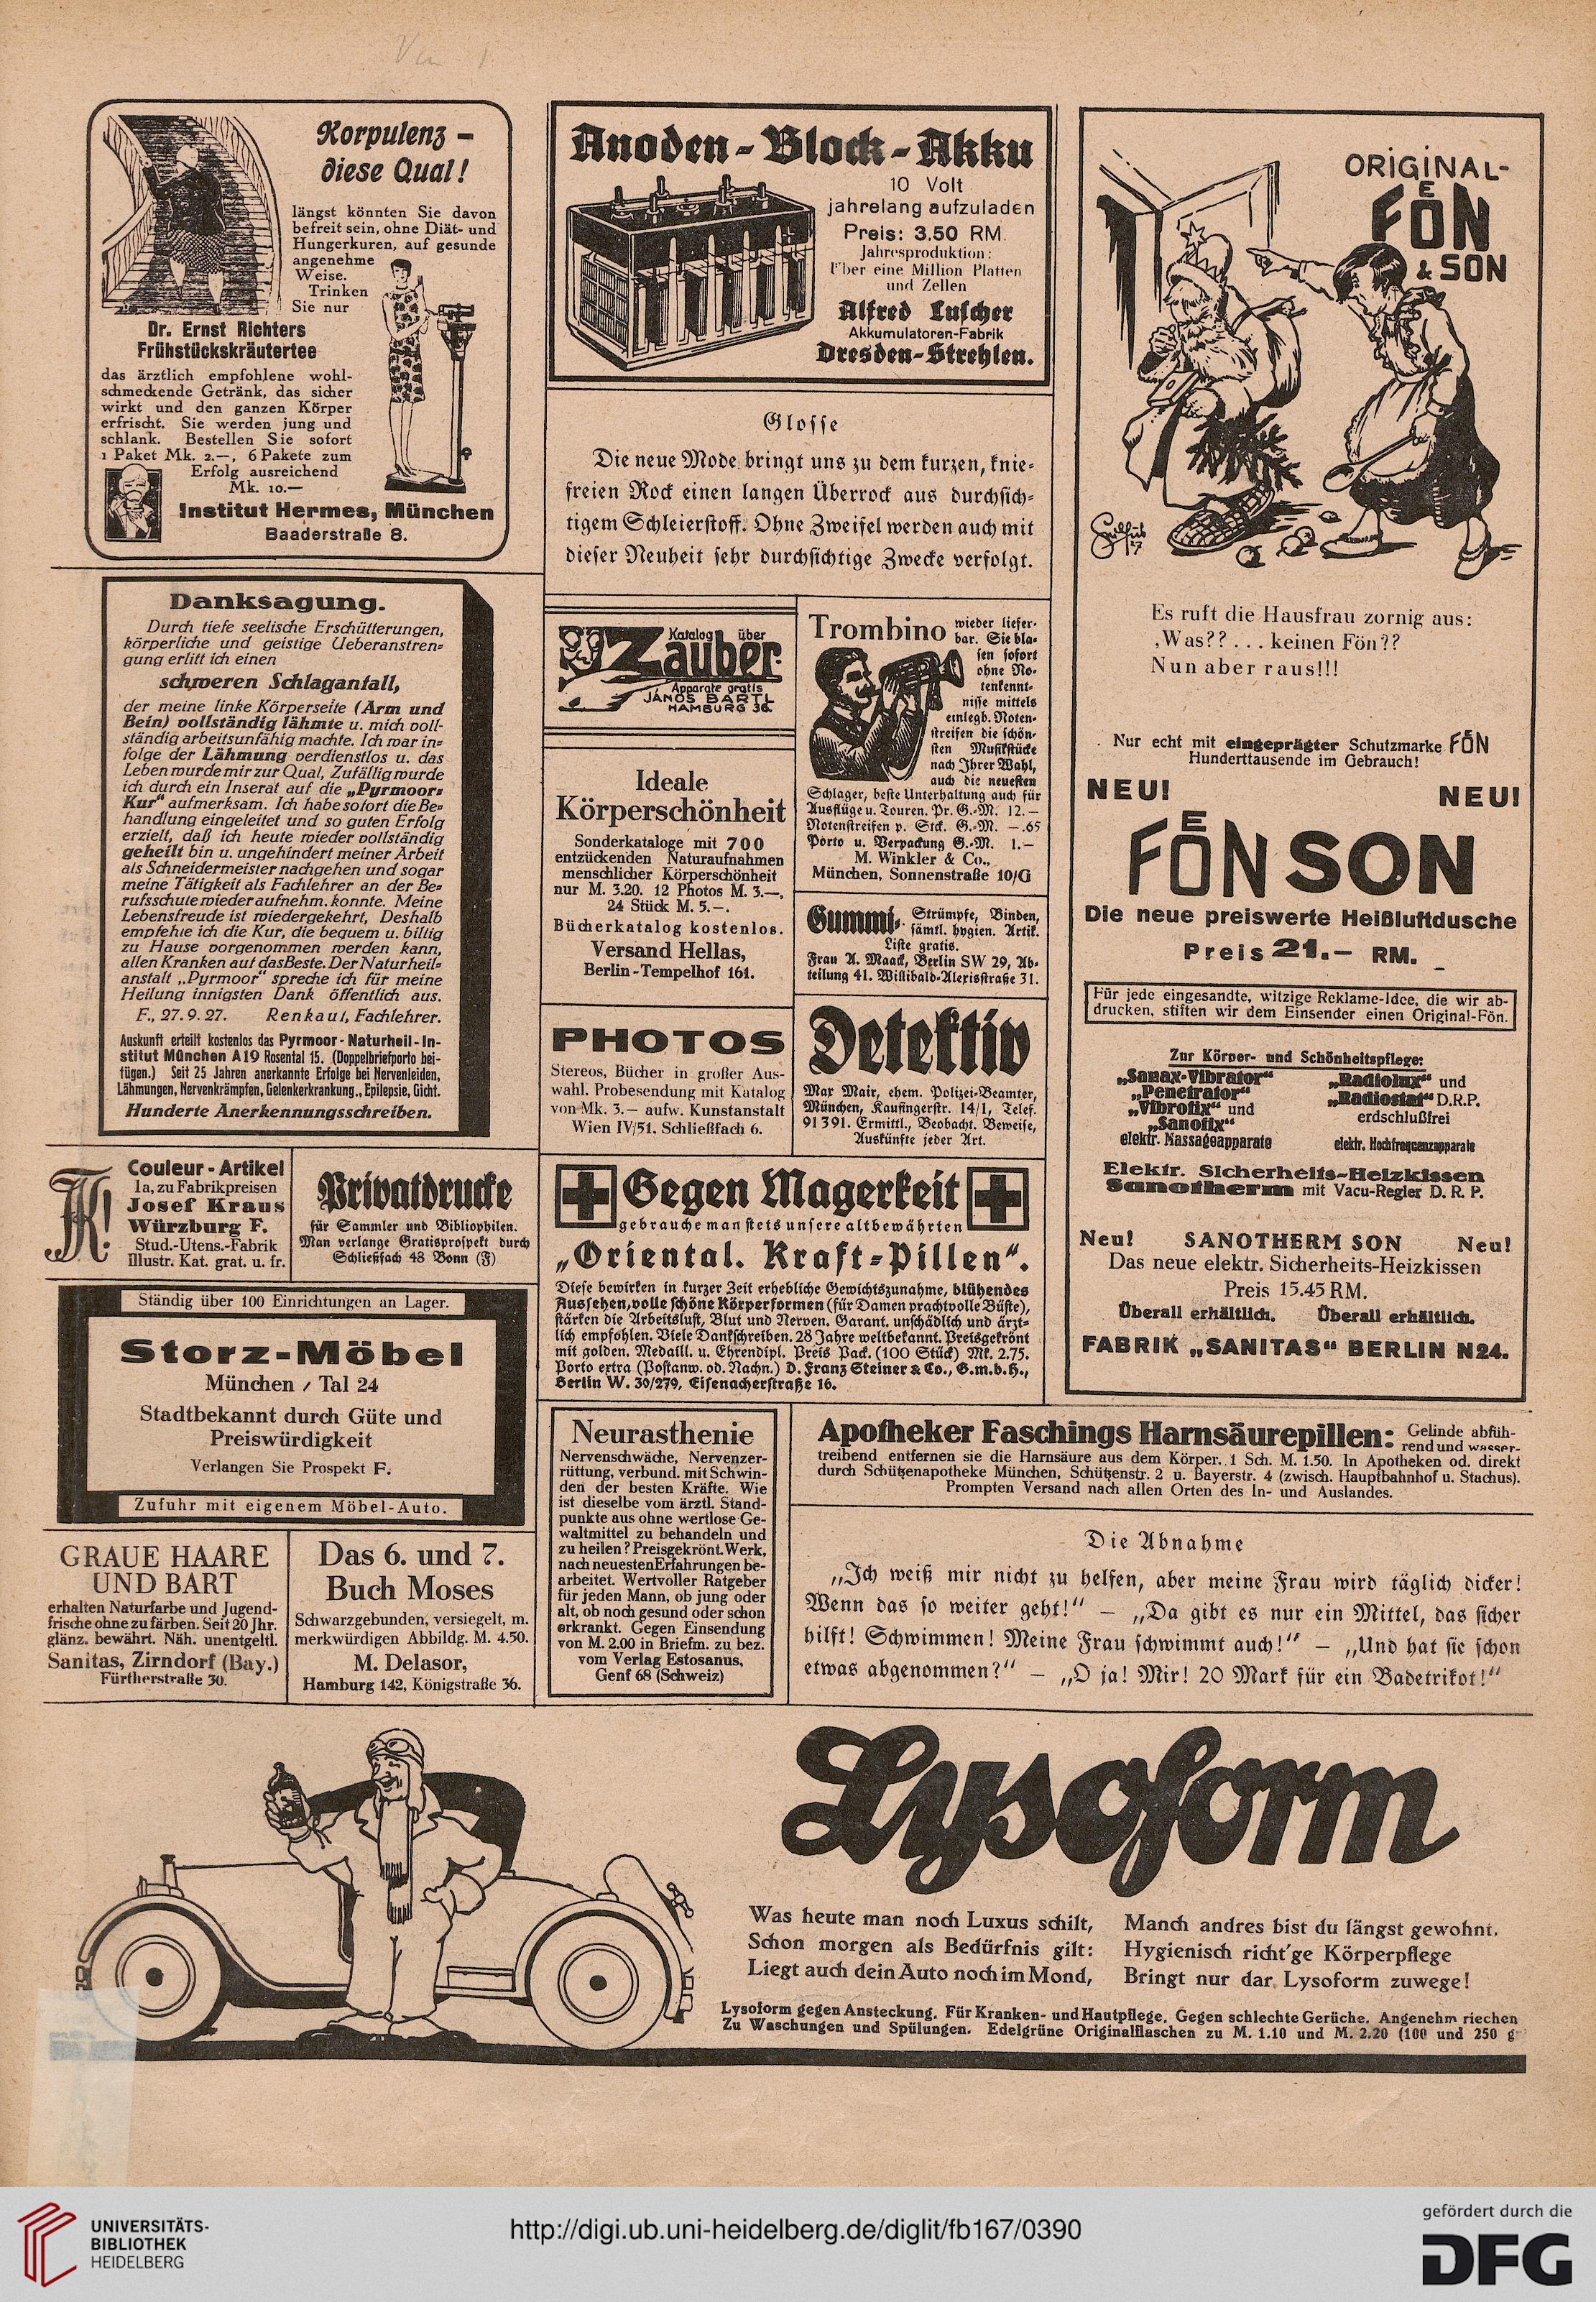 Korpulenz –
diese Qual!
längst könnten Sie davon
befreit sein, ohne Diät- und
Hungerkuren, auf gesunde
angenehme
Weise.
Trinken
Sie nur
Dr. Ernst Richters
Frühstückskräutertee
das ärztlich empfohlene wohl-
schmeckende Getränk, das sicher
wirkt und den ganzen Körper
erfrischt. Sie werden jung und
schlank. Bestellen Sie sofort
1 Paket Mk. 2.—, 6 Pakete zum
Erfolg ausreichend
Mk. 10.—
Institut Hermes, München
Baaderstraße 8.
Danksagung.
Durch tiefe seelische Erschütterungen,
körperliche und geistige Ueberanstren-
gung erlitt ich einen
schweren Schlaganfall,
der meine linke Körperseite (Arm und
Bein) vollständig lähmte u. mich voll-
ständig arbeitsunfähig machte. Ich war in-
folge der Lähmung verdienstlos u. das
Leben wurde mir zur Qual, Zufällig wurde
ich durch ein Inserat auf die „Pyrmoor-
Kur“ aufmerksam. Ich habe sofort die Be-
handlung eingeleitet und so guten Erfolg
erzielt, daß ich heute wieder vollständig
geheilt bin u. ungehindert meiner Arbeit
als Schneidermeister nachgehen und sogar
meine Tätigkeit als Fachlehrer an der Be-
rufsschule wieder aufnehm. konnte. Meine
Lebensfreude ist wiedergekehrt, Deshalb
empfehle ich die Kur, die bequem u. billig
zu Hause vorgenommen werden kann,
allen Kranken auf das Beste. Der Naturheil-
anstalt „Pyrmoor“ spreche ich für meine
Heilung innigsten Dank öffentlich aus.
F., 27. 9. 27. Renkaut, Fachlehrer.
Auskunft erteilt kostenlos das Pyrmoor-Naturheil-In-
stitut München A 19 Rosental 15. (Doppelbriefporto bei-
fügen.) Seit 25 Jahren anerkannte Erfolge bei Nervenleiden,
Lähmungen, Nervenkrämpfen, Gelenkerkrankung., Epilepsie, Gicht.
Hunderte Anerkennungsschreiben.
Couleur-Artikel
1a, zu Fabrikpreisen
Josef Kraus
Würzburg F.
Stud.-Utens.-Fabrik
Illustr. Kat. grat. u. fr.
Privatdrucke
für Sammler und Bibliophilen.
Man verlange Gratisprospekt durch
Schließfach 48 Bonn (F)
Ständig über 100 Einrichtungen an Lager.
Storz-Möbel
München / Tal 24
Stadtbekannt durch Güte und
Preiswürdigkeit
Verlangen Sie Prospekt F.
Zufuhr mit eigenem Möbel-Auto.
GRAUE HAARE
UND BART
erhalten Naturfarbe und Jugend-
frische ohne zu färben. Seit 20 Jhr.
glänz. bewährt. Näh. unentgeltl.
Sanitas, Zirndorf (Bay.)
Fürtherstraße 30.
Das 6. und 7.
Buch Moses
Schwarzgebunden, versiegelt, m.
merkwürdigen Abbildg. M. 4.50.
M. Delasor,
Hamburg 142, Königstraße 36.
Anoden-Block-Akku
10 Volt
jahrelang aufzuladen
Preis: 3.50 RM.
Jahresproduktion:
Über eine Million Platten
und Zellen
Alfred Luscher
Akkumulatoren-Fabrik
Dresden-Strehlen.
Glosse
Die neue Mode bringt uns zu dem kurzen, knie-
freien Rock einen langen Überrock aus durchsich-
tigem Schleierstoff. Ohne Zweifel werden auch mit
dieser Neuheit sehr durchsichtige Zwecke verfolgt.
Katalog über
Zauber-
Apparate gratis
JANOS BARTL
HAMBURG 36.
Ideale
Körperschönheit
Sonderkataloge mit 700
entzückenden Naturaufnahmen
menschlicher Körperschönheit
nur M. 3.20. 12 Photos M. 3.—,
24 Stück M. 5.—.
Bücherkatalog kostenlos.
Versand Hellas,
Berlin-Tempelhof 161.
PHOTOS
Stereos, Bücher in großer Aus-
wahl. Probesendung mit Katalog
von Mk. 3.— aufw. Kunstanstalt
Wien IV/51. Schließfach 6.
Trombino wieder liefer-
bar. Sie bla-
sen sofort
ohne No-
tenkennt-
nisse mittels
einlegb. Noten-
streifen die schön-
sten Musikstücke
nach Ihrer Wahl,
auch die neuesten
Schlager, beste Unterhaltung auch für
Ausflüge u. Touren. Pr. G.-M. 12.—
Notenstreifen p. Stck. G.-M. —.65
Porto u. Verpackung G.-M. 1.—
M. Winkler & Co.,
München, Sonnenstraße 10/G
Gummi- Strümpfe, Binden,
sämtl. hygien. Artik.
Liste gratis.
Frau A. Maack, Berlin SW 29, Ab-
teilung 41. Willibald-Alexisstraße 31.
Detektiv
Max Mair, ehem. Polizei-Beamter,
München, Kaufingerstr. 14/1, Telef.
91391. Ermittl., Beobacht. Beweise,
Auskünfte jeder Art.
Gegen Magerkeit
gebrauche man stets unsere altbewährten
„Oriental. Kraft-Pillen“.
Diese bewirken in kurzer Zeit erhebliche Gewichtszunahme, blühendes
Aussehen, volle schöne Körperformen (für Damen prachtvolle Büste),
stärken die Arbeitslust, Blut und Nerven. Garant. unschädlich und ärzt-
lich empfohlen. Viele Dankschreiben. 28 Jahre weltbekannt. Preisgekrönt
mit golden. Medaill. u. Ehrendipl. Preis Pack. (100 Stück) Mk. 2.75.
Porto extra (Postanw. od. Nachn.) D. Franz Steiner & Co., G.m.b.H.,
Berlin W. 30/279, Eisenacherstraße 16.
Neurasthenie
Nervenschwäche, Nervenzer-
rüttung, verbund. mit Schwin-
den der besten Kräfte. Wie
ist dieselbe vom ärztl. Stand-
punkte aus ohne wertlose Ge-
waltmittel zu behandeln und
zu heilen? Preisgekrönt. Werk,
nach neuesten Erfahrungen be-
arbeitet. Wertvoller Ratgeber
für jeden Mann, ob jung oder
alt, ob noch gesund oder schon
erkrankt. Gegen Einsendung
von M. 2.00 in Briefm. zu bez.
vom Verlag Estosanus,
Genf 68 (Schweiz)
ORIGINAL-
FÖN
E
& SON
27
Es ruft die Hausfrau zornig aus:
‚Was?? ... keinen Fön??
Nun aber raus!!!
Nur echt mit eingeprägter Schutzmarke FÖN
Hunderttausende im Gebrauch!
NEU! NEU!
E
FÖN SON
Die neue preiswerte Heißluftdusche
Preis 21.— RM.
Für jede eingesandte, witzige Reklame-Idee, die wir ab-
drucken, stiften wir dem Einsender einen Original-Fön.
Zur Körper- und Schönheitspflege:
„Sanax-Vibrator“
„Penetrator“
„Vibrofix“ und
„Sanofix“
elektr. Massageapparate
„Radiolux“ und
„Radiostat“ D.R.P.
erdschlußfrei
elektr. Hochfrequenzapparate
Elektr. Sicherheits-Heizkissen
Sanotherm mit Vacu-Regler D. R. P.
Neu! SANOTHERM SON Neu!
Das neue elektr. Sicherheits-Heizkissen
Preis 15.45 RM.
Überall erhältlich. Überall erhältlich.
FABRIK „SANITAS“ BERLIN N24.
Apotheker Faschings Harnsäurepillen: Gelinde abfüh-
rend und wasser-
treibend entfernen sie die Harnsäure aus dem Körper. 1 Sch. M. 1.50. In Apotheken od. direkt
durch Schützenapotheke München, Schützenstr. 2 u. Bayerstr. 4 (zwisch. Hauptbahnhof u. Stachus).
Prompten Versand nach allen Orten des In- und Auslandes.
Die Abnahme
„Ich weiß mir nicht zu helfen, aber meine Frau wird täglich dicker!
Wenn das so weiter geht!“ — „Da gibt es nur ein Mittel, das sicher
hilft! Schwimmen! Meine Frau schwimmt auch!“ — „Und hat sie schon
etwas abgenommen?“ — „O ja! Mir! 20 Mark für ein Badetrikot!“
Lysoform
Was heute man noch Luxus schilt,
Schon morgen als Bedürfnis gilt:
Liegt auch dein Auto noch im Mond,
Manch andres bist du längst gewohnt.
Hygienisch richt'ge Körperpflege
Bringt nur dar Lysoform zuwege!
Lysoform gegen Ansteckung. Für Kranken- und Hautpflege. Gegen schlechte Gerüche. Angenehm riechen
Zu Waschungen und Spülungen. Edelgrüne Originalflaschen zu M. 1.10 und M. 2.20 (100 und 250 g
UNIVERSITÄTS-
BIBLIOTHEK
HEIDELBERG
http://digi.ub.uni-heidelberg.de/diglit/fb167/0390
gefördert durch die
DFG